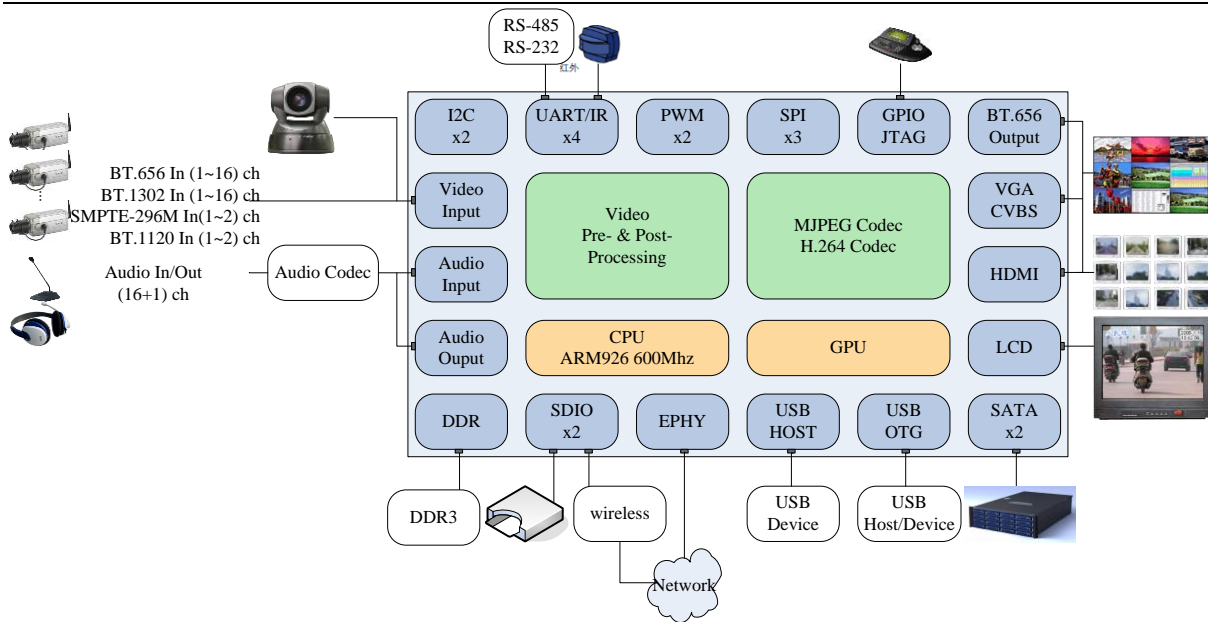 RS-485
RS-232
红外
I2C
x2
UART/IR
x4
PWM
x2
SPI
x3
GPIO
JTAG
BT.656
Output
BT.656 In (1~16) ch
BT.1302 In (1~16) ch
SMPTE-296M In(1~2) ch
BT.1120 In (1~2) ch
Video
Input
Video
Pre- & Post-
Processing
MJPEG Codec
H.264 Codec
VGA
CVBS
Audio In/Out
(16+1) ch
Audio Codec
Audio
Input
HDMI
Audio
Ouput
CPU
ARM926 600Mhz
GPU
LCD
DDR
SDIO
x2
EPHY
USB
HOST
USB
OTG
SATA
x2
DDR3
wireless
USB
Device
USB
Host/Device
Network